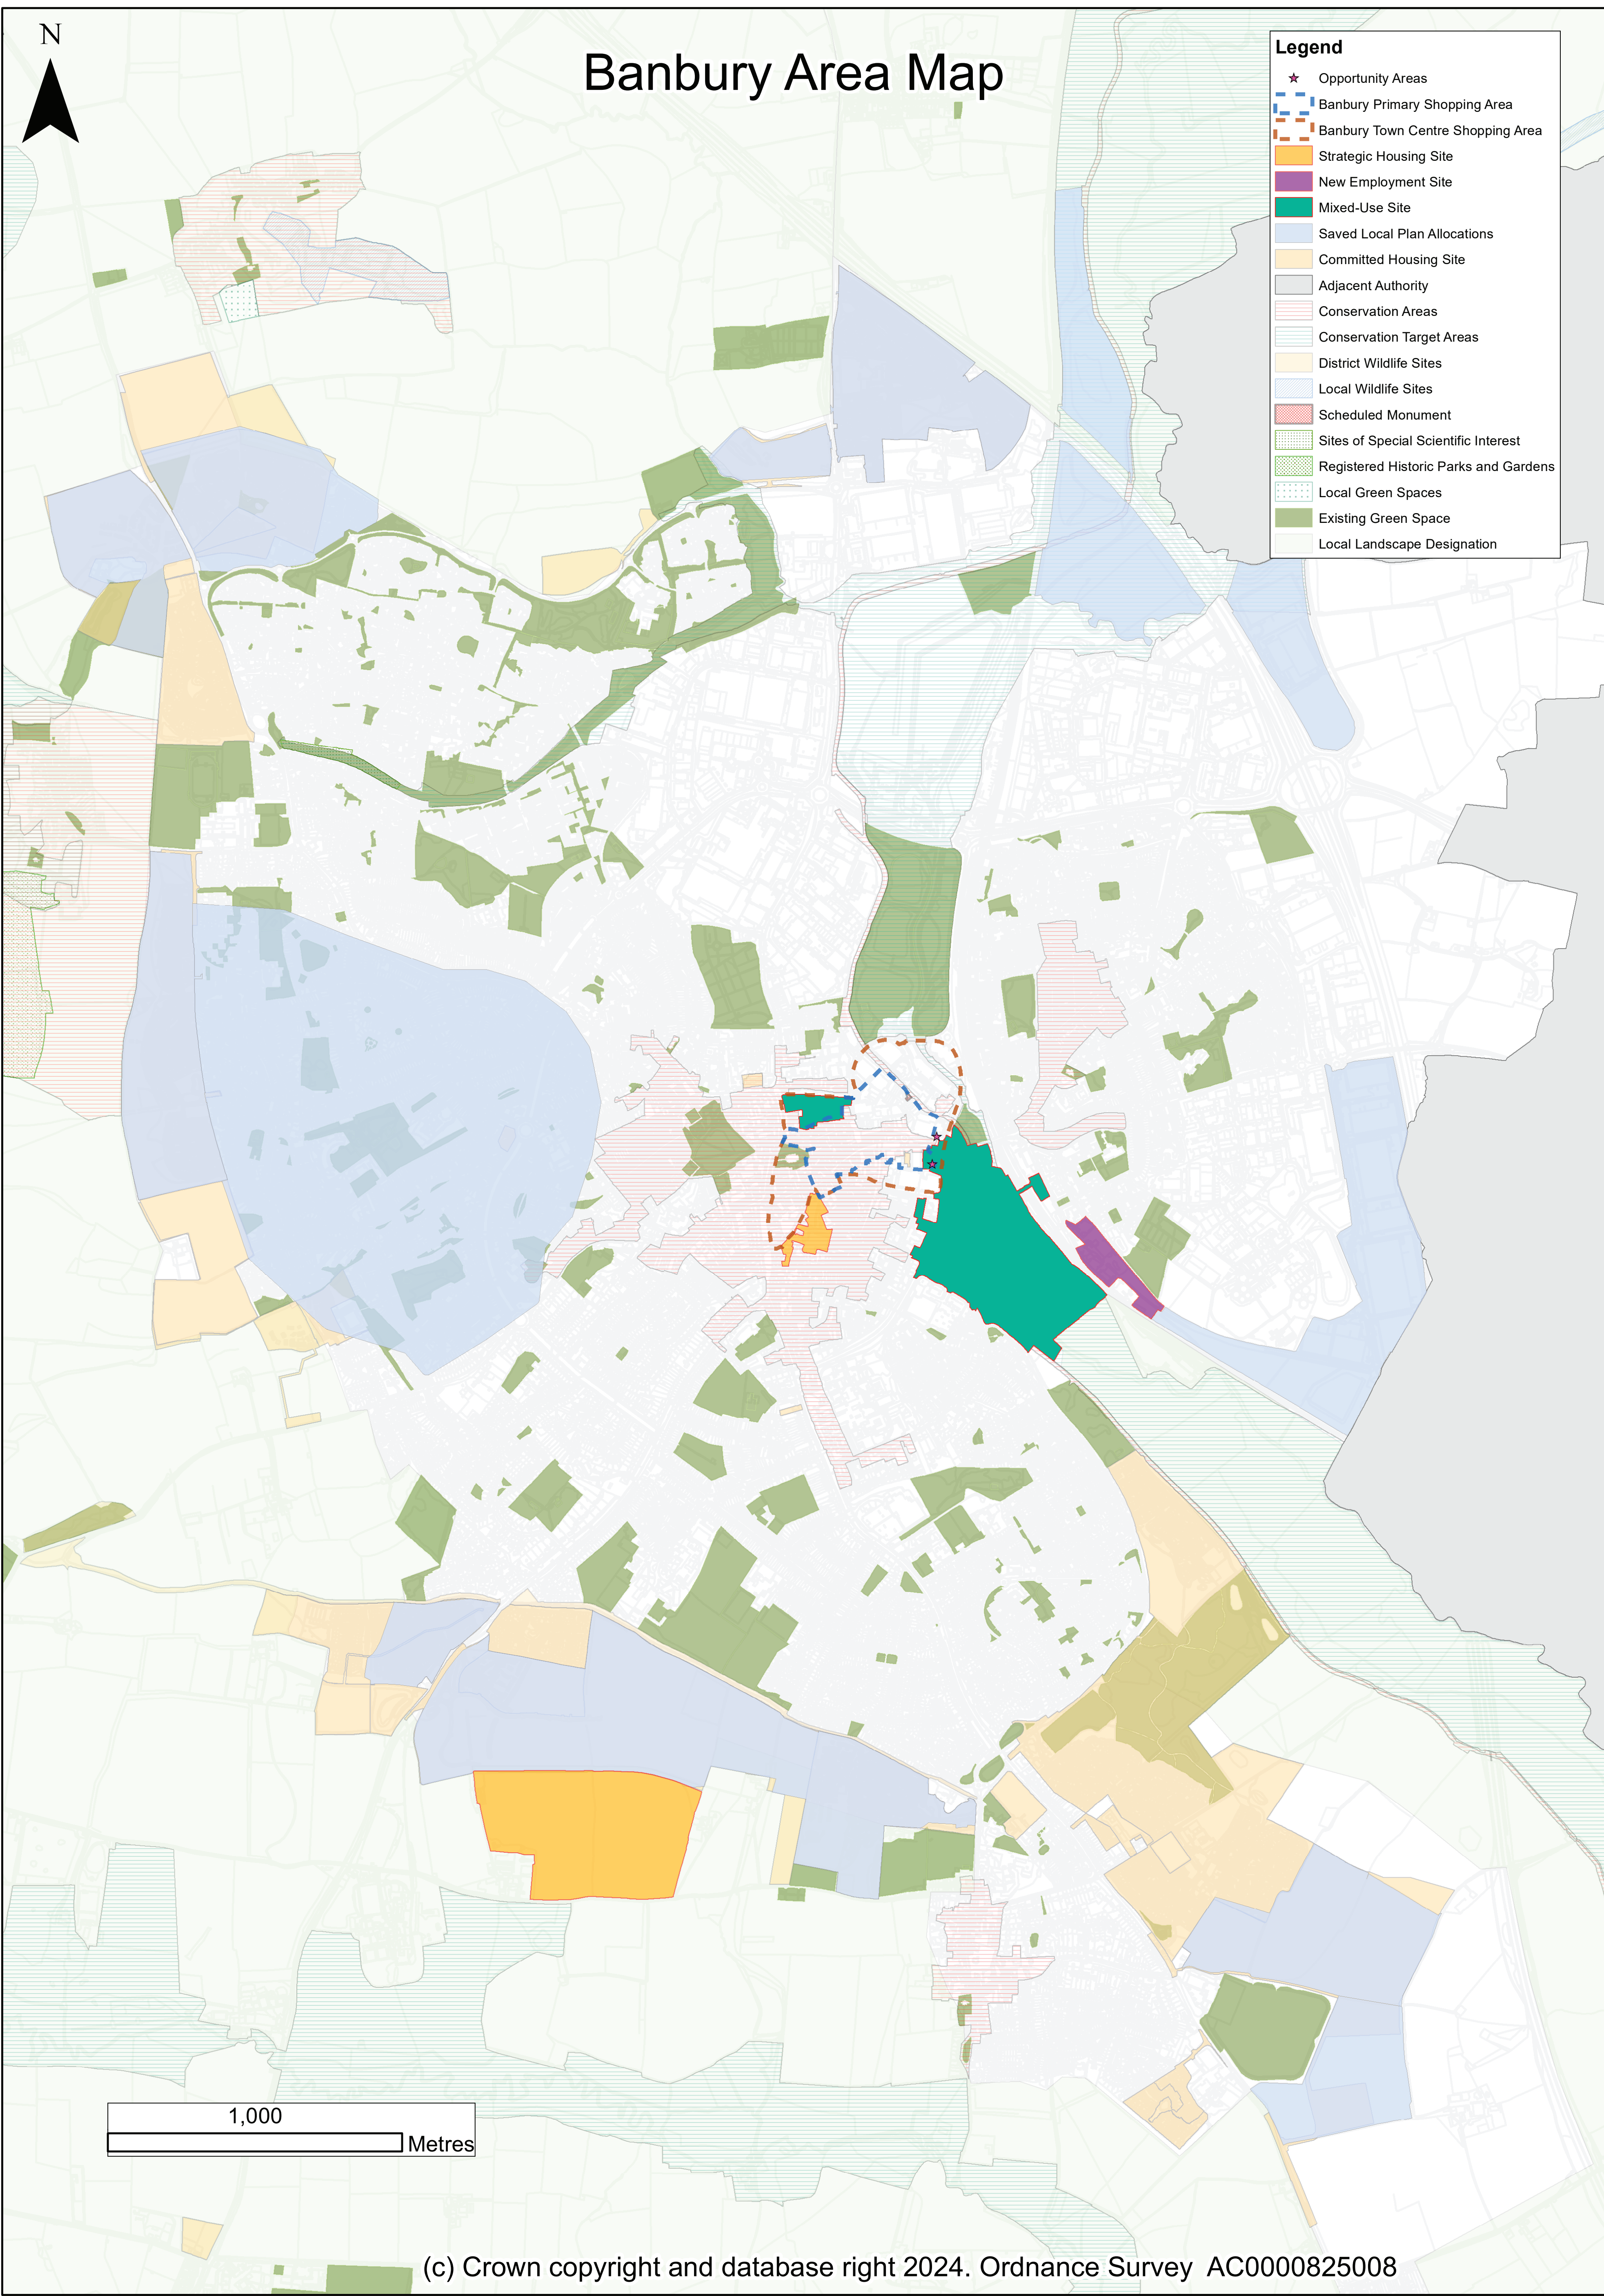 N
Banbury Area Map
Legend
Opportunity Areas
Banbury Primary Shopping Area
Banbury Town Centre Shopping Area
Strategic Housing Site
New Employment Site
Mixed-Use Site
Saved Local Plan Allocations
Committed Housing Site
Adjacent Authority
Conservation Areas
Conservation Target Areas
District Wildlife Sites
Local Wildlife Sites
Scheduled Monument
Sites of Special Scientific Interest
Registered Historic Parks and Gardens
Local Green Spaces
Existing Green Space
Local Landscape Designation
1,000
Metres
(c) Crown copyright and database right 2024. Ordnance Survey AC0000825008